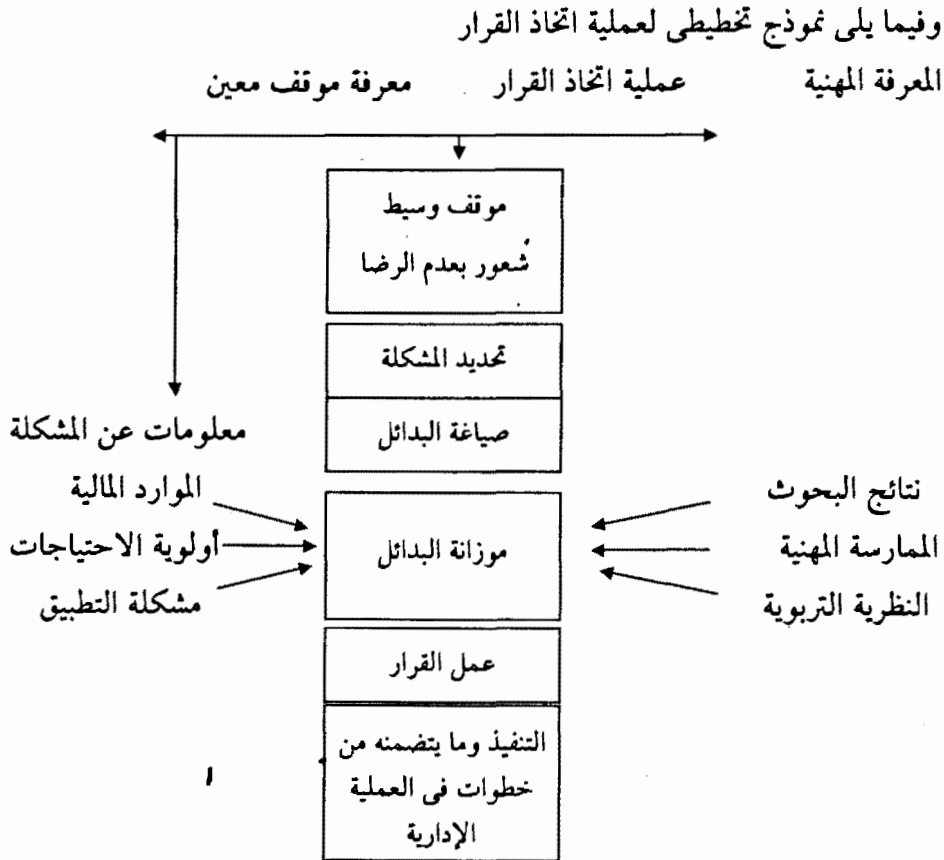 وفيما يلى نموذج تخطيطى لعملية اتخاذ القرار
المعرفة المهنية عملية اتخاذ القرار معرفة موقف معين
موقف وسيط
شعور بعدم الرضا
تحديد المشكلة
صياغة البدائل
معلومات عن المشكلة
نتائج البحوث الموارد المالية
الممارسة المهنية موزانة البدائل أولوية الاحتياجات
النظرية التربوية مشكلة التطبيق
عمل القرار
التنفيذ وما يتضمنه من
خطوات فى العملية
الإدارية